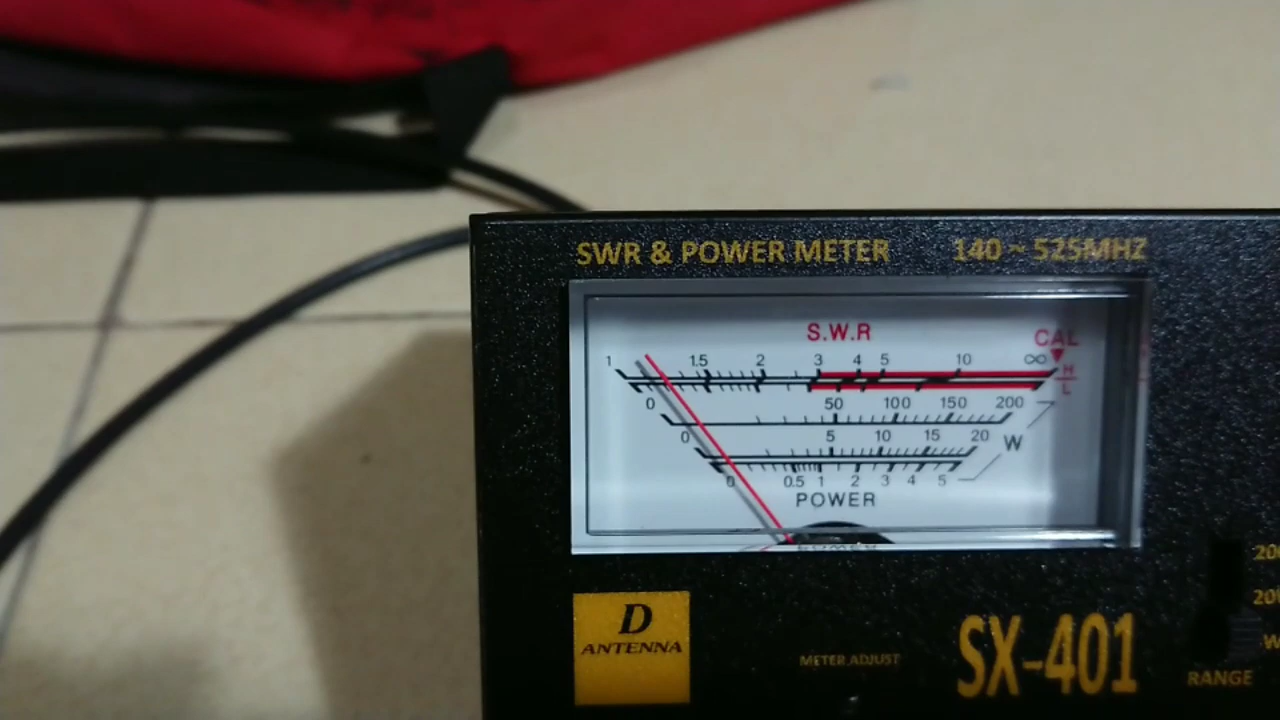 SWR & POWER METER 140 ~ 525MHZ
S.W.R
CAL
1 1.5 2 3 4 5 10 ∞
H
L
0 50 100 150 200
0 5 10 15 20
W
0 0.5 1 2 3 4 5
POWER
D
ANTENNA
METER ADJUST
SX-401
RANGE